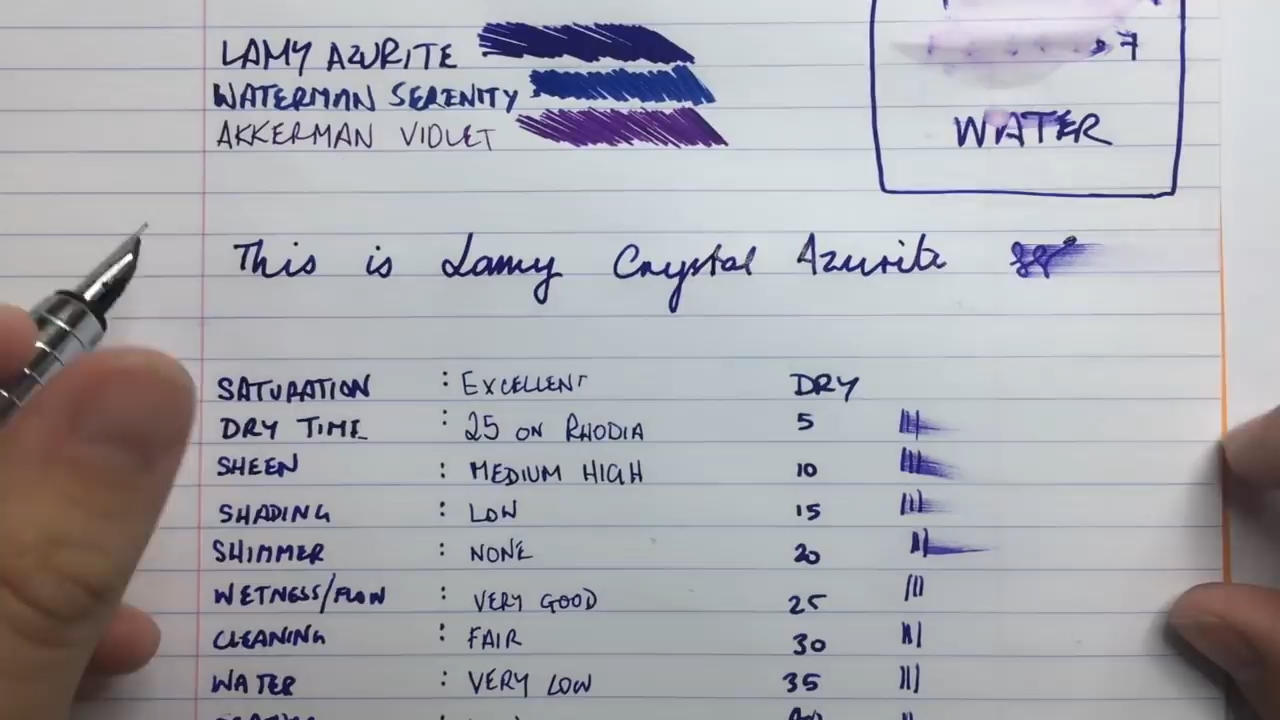 LAMY AZURITE
WATERMAN SERENITY
AKKERMAN VIOLET
7
WATER
This is Lamy Crystal Azurite
SATURATION : EXCELLENT DRY
DRY TIME : 25 ON RHODIA 5
SHEEN : MEDIUM HIGH 10
SHADING : LOW 15
SHIMMER : NONE 20
WETNESS/FLOW : VERY GOOD 25
CLEANING : FAIR 30
WATER : VERY LOW 35